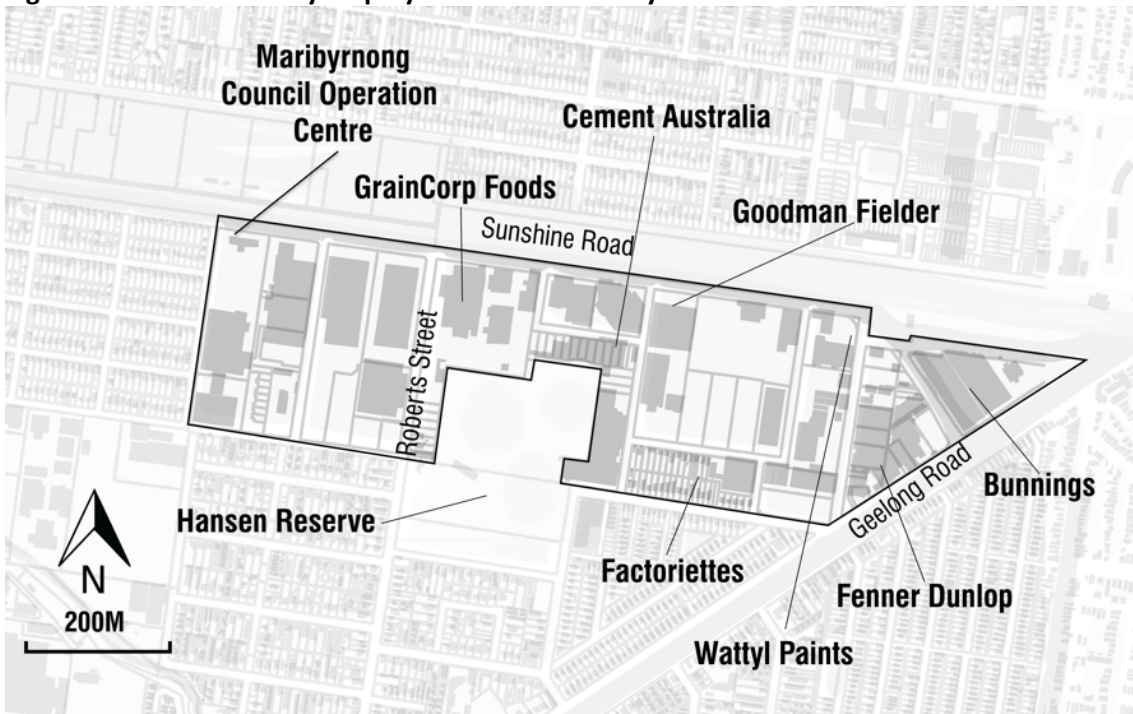 Maribyrnong
Council Operation
Centre
Cement Australia
GrainCorp Foods
Goodman Fielder
Sunshine Road
Roberts Street
Geelong Road
Bunnings
Hansen Reserve
Factoriettes
Fenner Dunlop
Wattyl Paints
N
200M